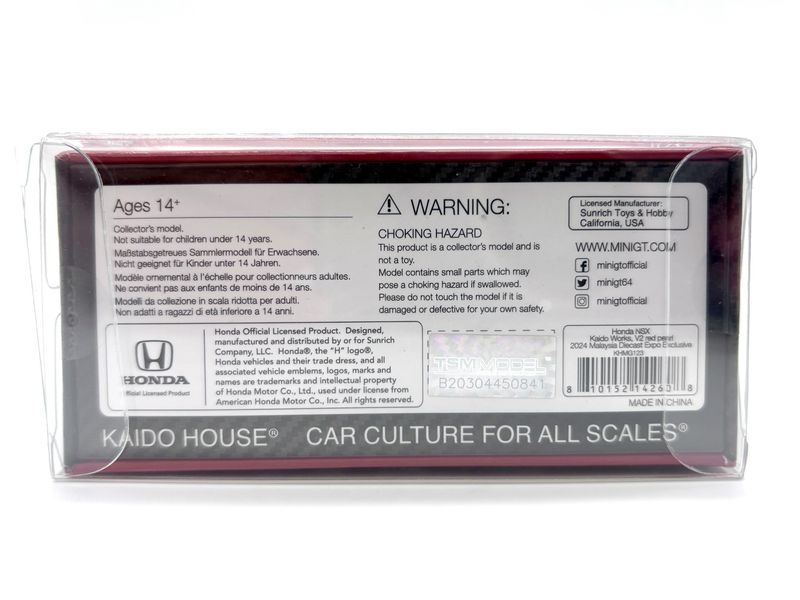 Ages 14+
Collector's model.
Not suitable for children under 14 years.
Maßstabsgetreues Sammlermodell für Erwachsene.
Nicht geeignet für Kinder unter 14 Jahren.
Modèle ornemental à l'échelle pour collectionneurs adultes.
Ne convient pas aux enfants de moins de 14 ans.
Modelli da collezione in scala ridotta per adulti.
Non adatti a ragazzi di età inferiore a 14 anni.
WARNING:
CHOKING HAZARD
This product is a collector's model and is
not a toy.
Model contains small parts which may
pose a choking hazard if swallowed.
Please do not touch the model if it is
damaged or defective for your own safety.
Licensed Manufacturer:
Sunrich Toys & Hobby
California, USA
WWW.MINIGT.COM
minigtofficial
minigt64
minigtofficial
HONDA
Official Licensed Product
Honda Official Licensed Product. Designed,
manufactured and distributed by or for Sunrich
Company, LLC. Honda®, the "H" logo®,
Honda vehicles and their trade dress, and all
associated vehicle emblems, logos, marks and
names are trademarks and intellectual property
of Honda Motor Co., Ltd., used under license from
American Honda Motor Co., Inc. All rights reserved.
TSM MODEL
B20304450841
Honda NSX
Kaido Works, V2 red pearl
2024 Malaysia Diecast Expo Exclusive
KHMG123
8 10152 14260 8
MADE IN CHINA
KAIDO HOUSE® CAR CULTURE FOR ALL SCALES®